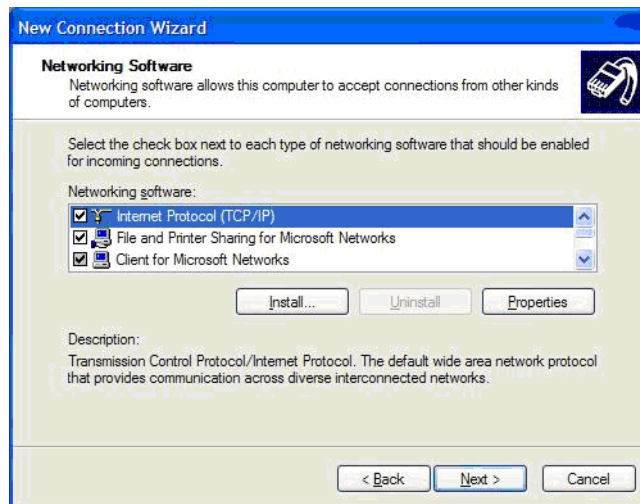 New Connection Wizard
Networking Software
Networking software allows this computer to accept connections from other kinds
of computers.
Select the check box next to each type of networking software that should be enabled
for incoming connections.
Networking software:
Internet Protocol (TCP/IP)
File and Printer Sharing for Microsoft Networks
Client for Microsoft Networks
Install... Uninstall Properties
Description:
Transmission Control Protocol/Internet Protocol. The default wide area network protocol
that provides communication across diverse interconnected networks.
< Back Next > Cancel